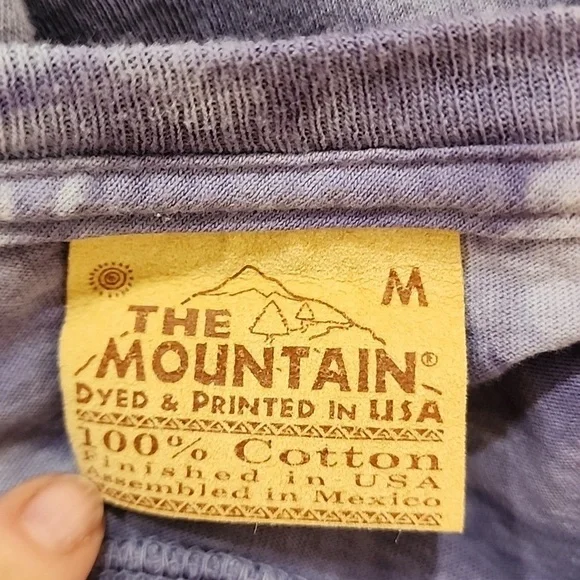 M
THE
MOUNTAIN®
DYED & PRINTED IN USA
100% Cotton
Finished in USA
Assembled in Mexico